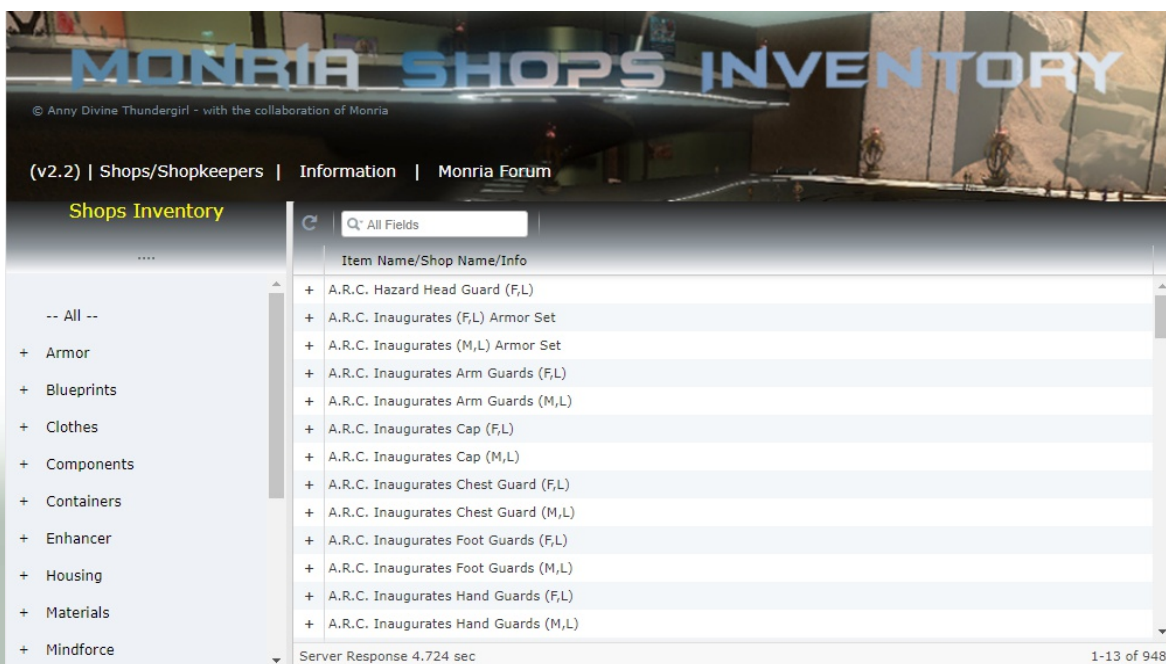 MONRIA SHOPS INVENTORY
© Anny Divine Thundergirl - with the collaboration of Monria
(v2.2) | Shops/Shopkeepers | Information | Monria Forum
Shops Inventory
....
All Fields
Item Name/Shop Name/Info
-- All --
+ Armor
+ Blueprints
+ Clothes
+ Components
+ Containers
+ Enhancer
+ Housing
+ Materials
+ Mindforce
+ A.R.C. Hazard Head Guard (F,L)
+ A.R.C. Inaugurates (F,L) Armor Set
+ A.R.C. Inaugurates (M,L) Armor Set
+ A.R.C. Inaugurates Arm Guards (F,L)
+ A.R.C. Inaugurates Arm Guards (M,L)
+ A.R.C. Inaugurates Cap (F,L)
+ A.R.C. Inaugurates Cap (M,L)
+ A.R.C. Inaugurates Chest Guard (F,L)
+ A.R.C. Inaugurates Chest Guard (M,L)
+ A.R.C. Inaugurates Foot Guards (F,L)
+ A.R.C. Inaugurates Foot Guards (M,L)
+ A.R.C. Inaugurates Hand Guards (F,L)
+ A.R.C. Inaugurates Hand Guards (M,L)
Server Response 4.724 sec
1-13 of 948